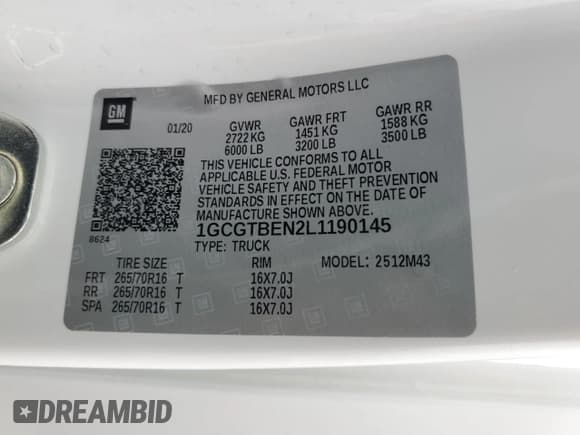 GM
MFD BY GENERAL MOTORS LLC
01/20 GVWR GAWR FRT GAWR RR
2722 KG 1451 KG 1588 KG
6000 LB 3200 LB 3500 LB
THIS VEHICLE CONFORMS TO ALL
APPLICABLE U.S. FEDERAL MOTOR
VEHICLE SAFETY AND THEFT PREVENTION
STANDARDS IN EFFECT ON THE DATE OF
MANUFACTURE SHOWN ABOVE.
8624
1GCGTBEN2L1190145
TYPE: TRUCK
TIRE SIZE RIM MODEL: 2512M43
FRT 265/70R16 T 16X7.0J
RR 265/70R16 T 16X7.0J
SPA 265/70R16 T 16X7.0J
DREAMBID